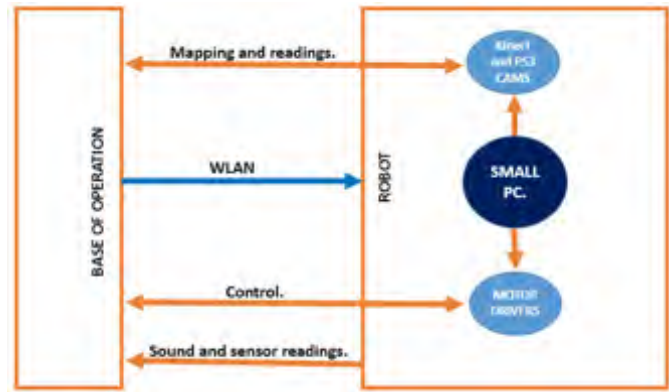 Mapping and readings.
Kinect
and PS3
CAMS
BASE OF OPERATION
WLAN
ROBOT
SMALL
PC.
Control.
MOTOR
DRIVERS
Sound and sensor readings.